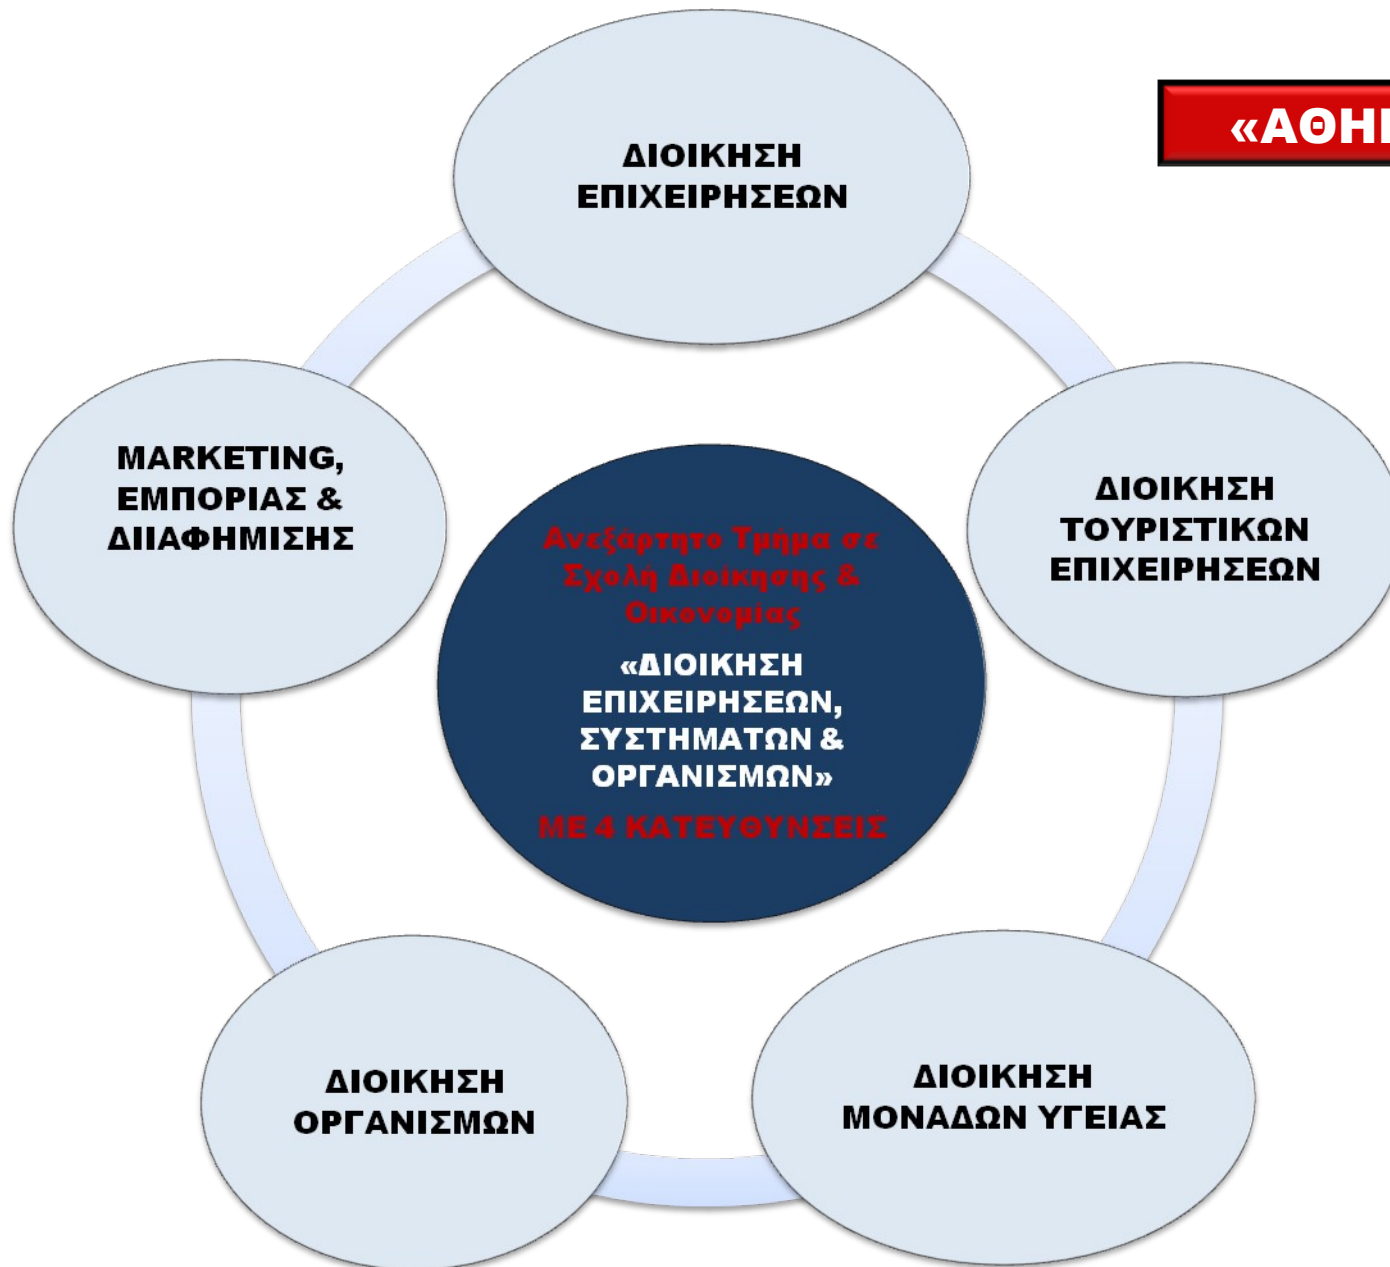 «ΑΘΗ
ΔΙΟΙΚΗΣΗ
ΕΠΙΧΕΙΡΗΣΕΩΝ
MARKETING,
ΕΜΠΟΡΙΑΣ &
ΔΙΙΑΦΗΜΙΣΗΣ
ΔΙΟΙΚΗΣΗ
ΤΟΥΡΙΣΤΙΚΩΝ
ΕΠΙΧΕΙΡΗΣΕΩΝ
Ανεξάρτητο Τμήμα σε
Σχολή Διοίκησης &
Οικονομίας
«ΔΙΟΙΚΗΣΗ
ΕΠΙΧΕΙΡΗΣΕΩΝ,
ΣΥΣΤΗΜΑΤΩΝ &
ΟΡΓΑΝΙΣΜΩΝ»
ΜΕ 4 ΚΑΤΕΥΘΥΝΣΕΙΣ
ΔΙΟΙΚΗΣΗ
ΟΡΓΑΝΙΣΜΩΝ
ΔΙΟΙΚΗΣΗ
ΜΟΝΑΔΩΝ ΥΓΕΙΑΣ